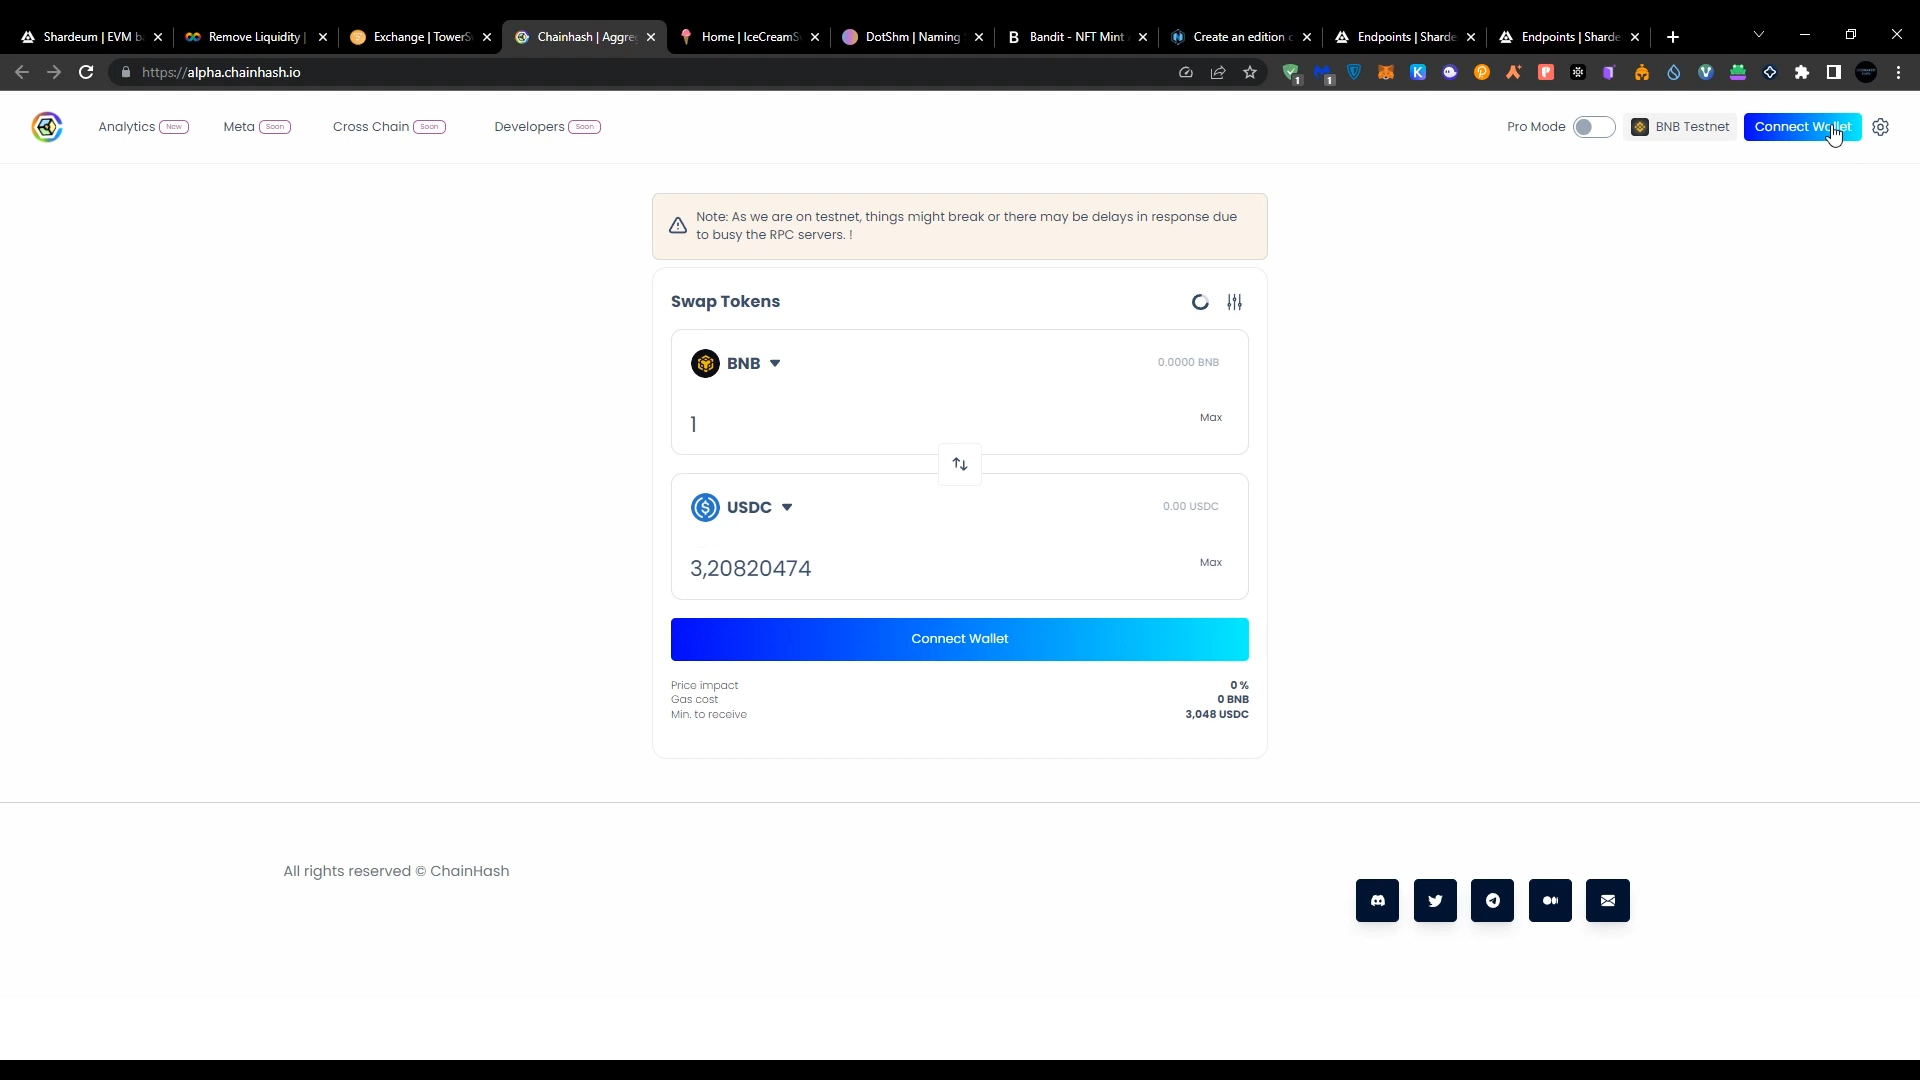 Shardeum | EVM b
Remove Liquidity |
Exchange | TowerS
Chainhash | Aggre
Home | IceCreamS
DotShm | Naming
Bandit - NFT Mint
Create an edition
Endpoints | Sharde
Endpoints | Sharde
https://alpha.chainhash.io
1
1
Analytics New
Meta Soon
Cross Chain Soon
Developers Soon
Pro Mode
BNB Testnet
Connect Wallet
Note: As we are on testnet, things might break or there may be delays in response due
to busy the RPC servers. !
Swap Tokens
BNB
0.0000 BNB
1
Max
USDC
0.00 USDC
3,20820474
Max
Connect Wallet
Price impact
0 %
Gas cost
0 BNB
Min. to receive
3,048 USDC
All rights reserved © ChainHash